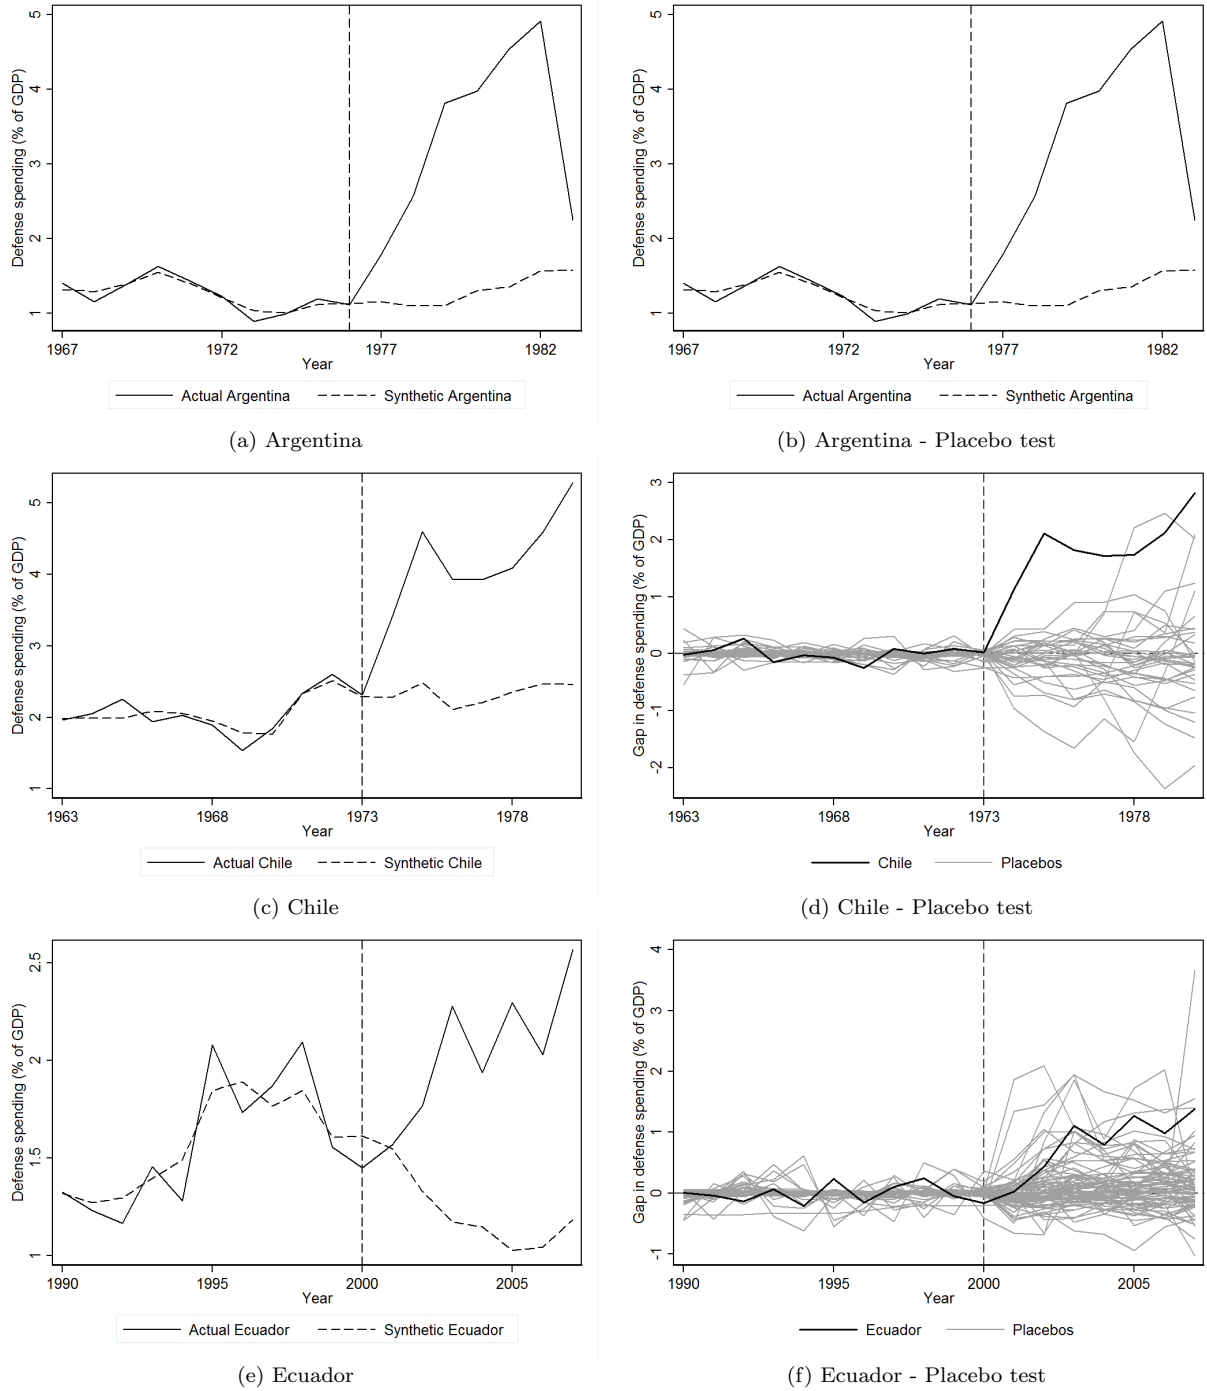 Defense spending (% of GDP)
5
4
3
2
1
1967 1972 1977 1982
Year
Actual Argentina Synthetic Argentina
(a) Argentina
Defense spending (% of GDP)
5
4
3
2
1
1967 1972 1977 1982
Year
Actual Argentina Synthetic Argentina
(b) Argentina - Placebo test
Defense spending (% of GDP)
5
4
3
2
1
1963 1968 1973 1978
Year
Actual Chile Synthetic Chile
(c) Chile
Gap in defense spending (% of GDP)
3
2
1
0
-1
-2
1963 1968 1973 1978
Year
Chile Placebos
(d) Chile - Placebo test
Defense spending (% of GDP)
2.5
2
1.5
1
1990 1995 2000 2005
Year
Actual Ecuador Synthetic Ecuador
(e) Ecuador
Gap in defense spending (% of GDP)
4
3
2
1
0
-1
1990 1995 2000 2005
Year
Ecuador Placebos
(f) Ecuador - Placebo test